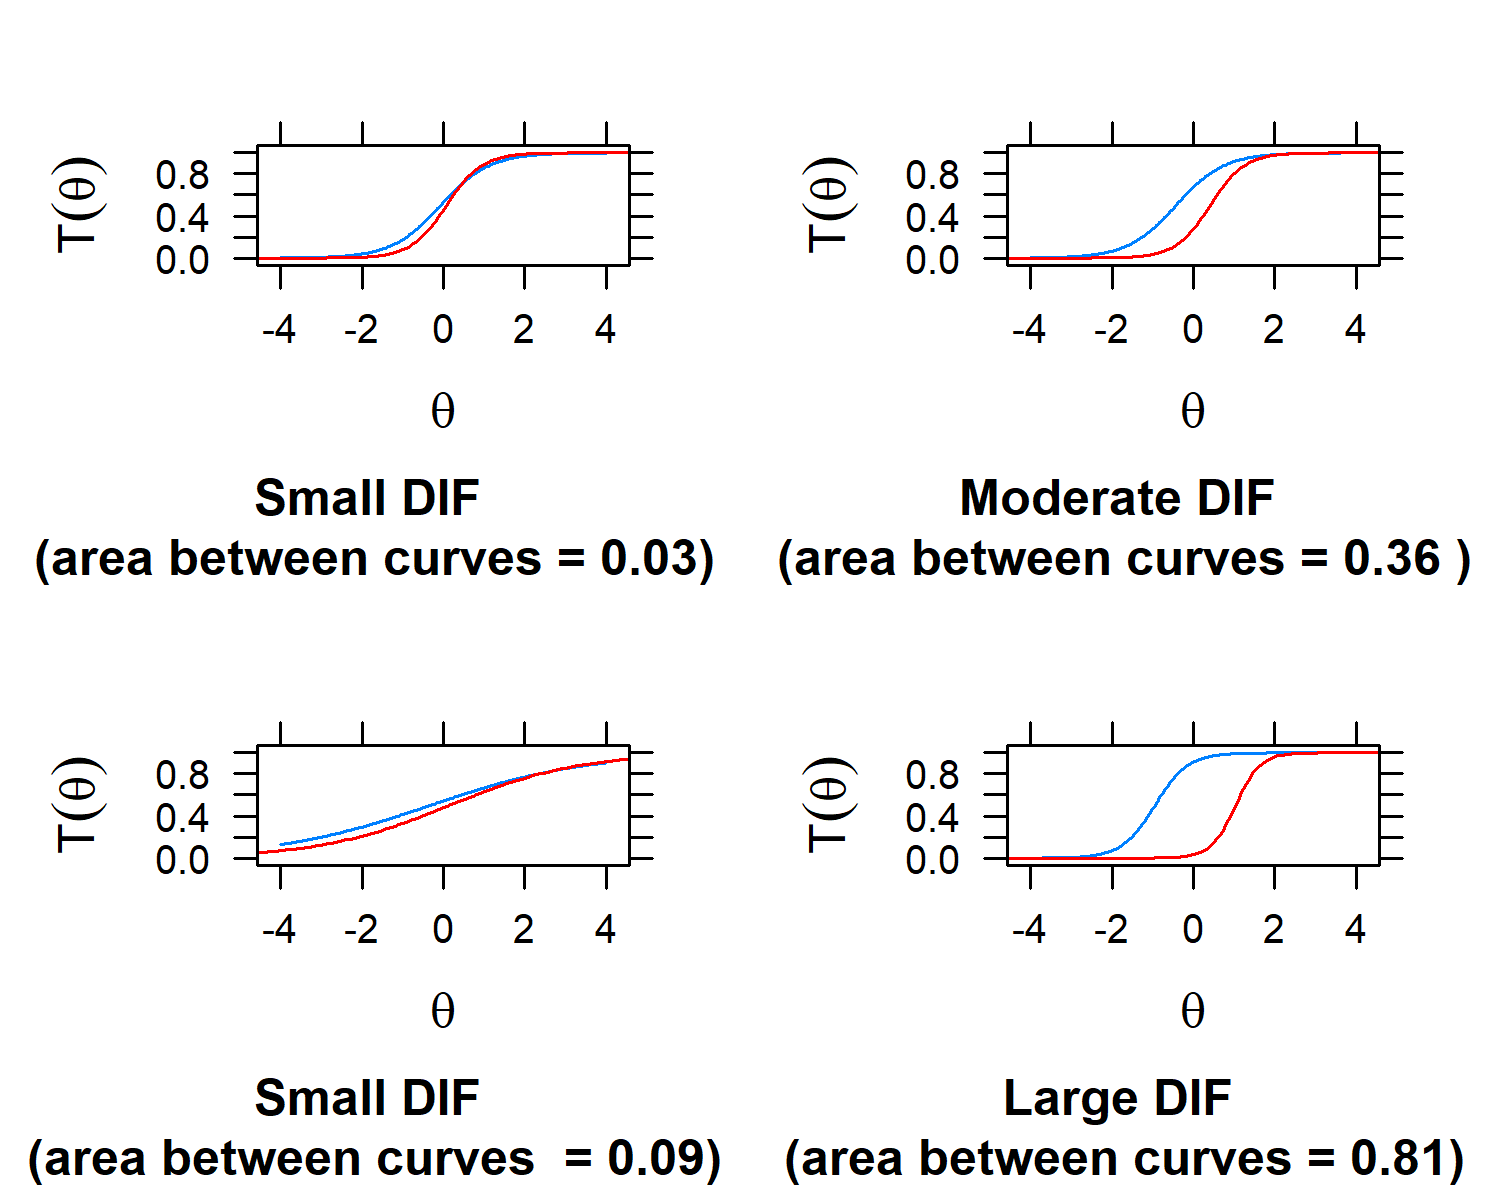 T(θ)
0.8
0.4
0.0
-4 -2 0 2 4
θ
Small DIF
(area between curves = 0.03)
T(θ)
0.8
0.4
0.0
-4 -2 0 2 4
θ
Moderate DIF
(area between curves = 0.36 )
T(θ)
0.8
0.4
0.0
-4 -2 0 2 4
θ
Small DIF
(area between curves  = 0.09)
T(θ)
0.8
0.4
0.0
-4 -2 0 2 4
θ
Large DIF
(area between curves = 0.81)